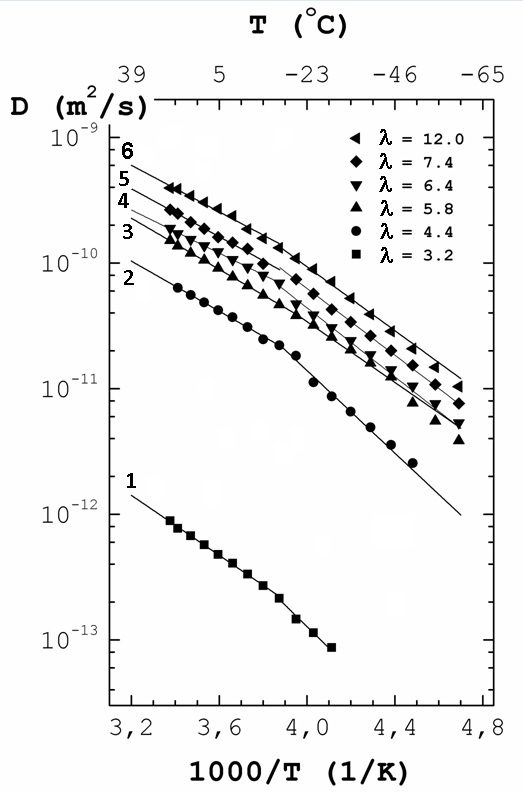 T (°C)
39 5 -23 -46 -65
D (m²/s)
10⁻⁹
6
5
4
3
2
1
10⁻¹⁰
10⁻¹¹
10⁻¹²
10⁻¹³
λ = 12.0
λ = 7.4
λ = 6.4
λ = 5.8
λ = 4.4
λ = 3.2
3,2 3,6 4,0 4,4 4,8
1000/T (1/K)